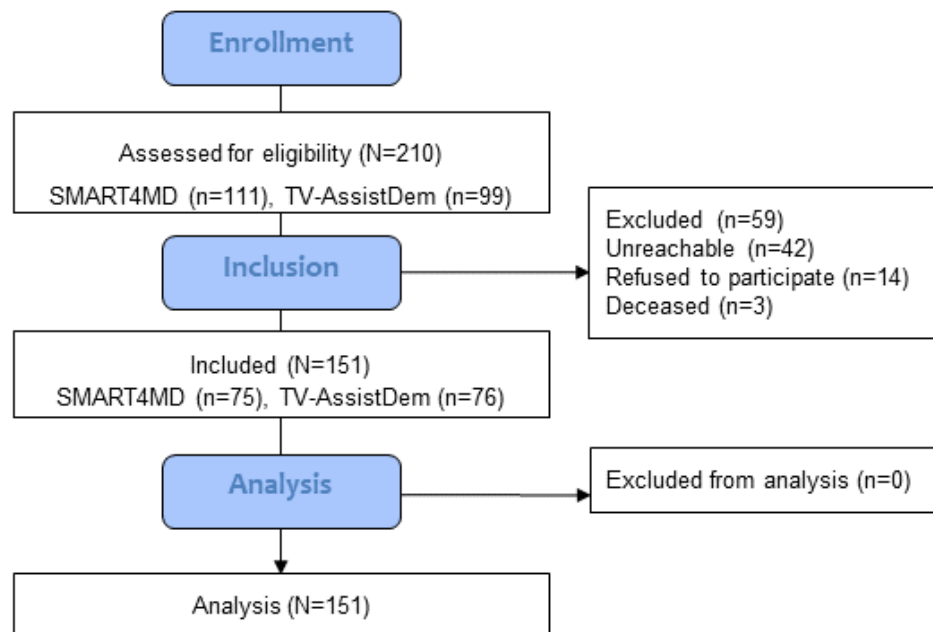 Enrollment
Assessed for eligibility (N=210)
SMART4MD (n=111), TV-AssistDem (n=99)
Excluded (n=59)
Unreachable (n=42)
Refused to participate (n=14)
Deceased (n=3)
Inclusion
Included (N=151)
SMART4MD (n=75), TV-AssistDem (n=76)
Analysis
Excluded from analysis (n=0)
Analysis (N=151)